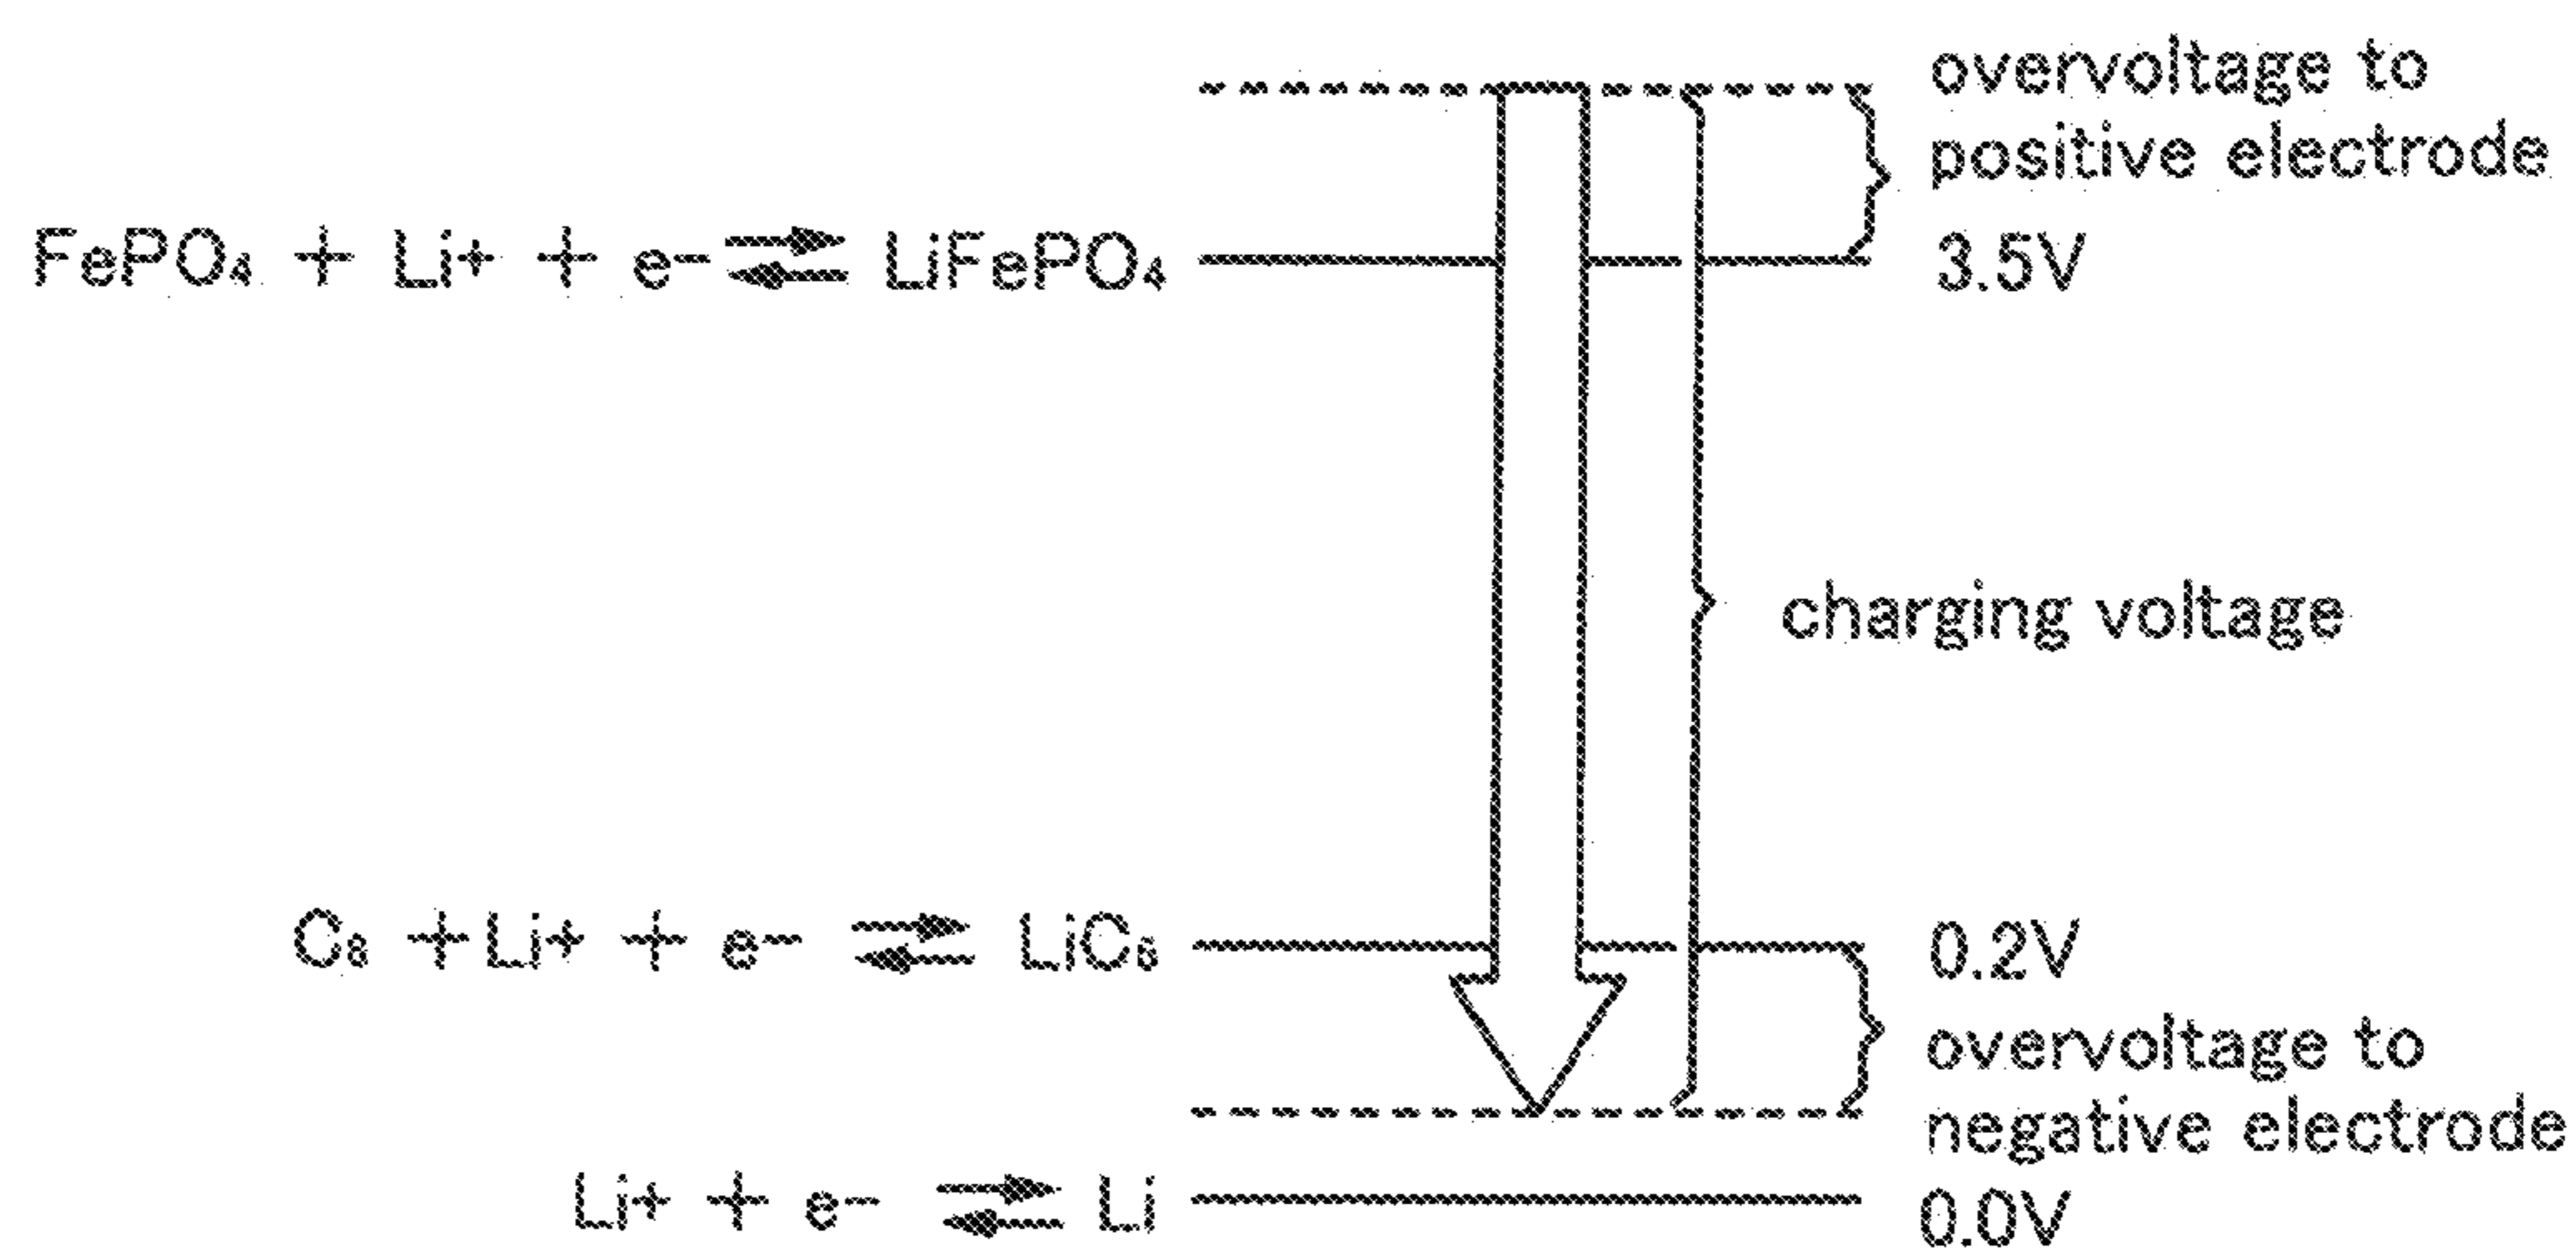 overvoltage to
positive electrode
FePO₄ + Li+ + e− ⇌ LiFePO₄
3.5V
charging voltage
C₈ + Li+ + e− ⇌ LiC₆
0.2V
overvoltage to
negative electrode
Li+ + e− ⇌ Li
0.0V